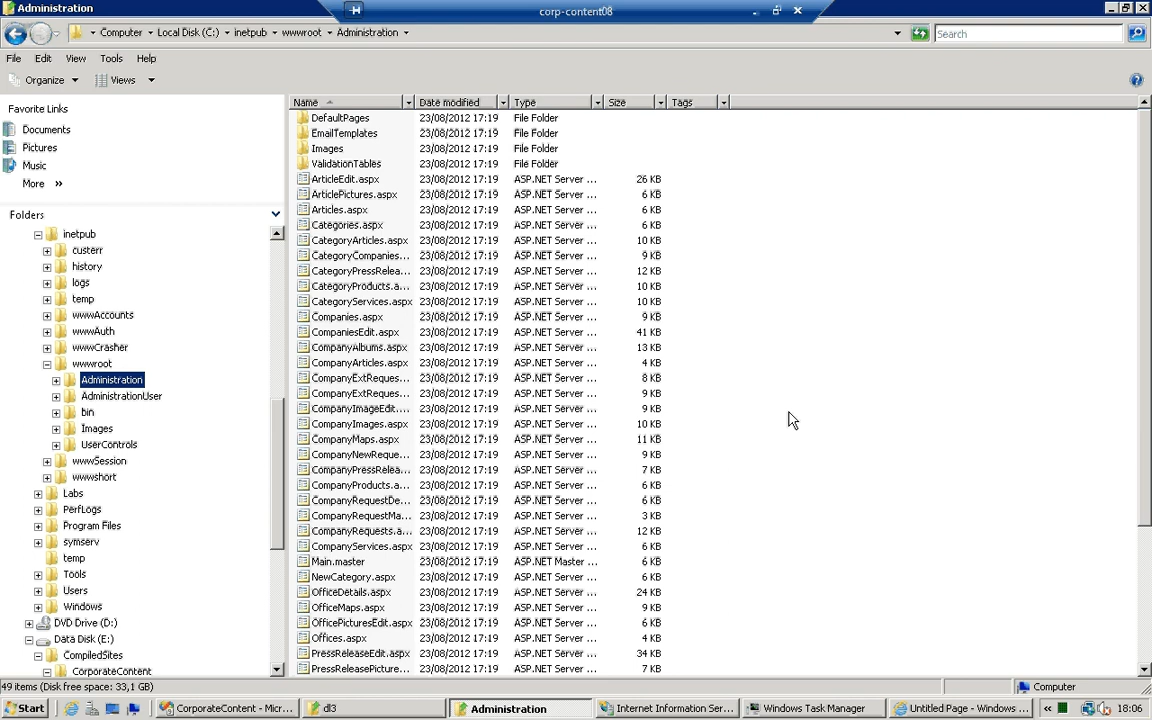 Administration
corp-content08
Computer
Local Disk (C:)
inetpub
wwwroot
Administration
Search
File Edit View Tools Help
Organize Views
Favorite Links
Documents
Pictures
Music
More »
Folders
inetpub
custerr
history
logs
temp
wwwAccounts
wwwAuth
wwwCrasher
wwwroot
Administration
AdministrationUser
bin
Images
UserControls
wwwSession
wwwshort
Labs
PerfLogs
Program Files
symserv
temp
Tools
Users
Windows
DVD Drive (D:)
Data Disk (E:)
CompiledSites
CorporateContent
Name Date modified Type Size Tags
DefaultPages 23/08/2012 17:19 File Folder
EmailTemplates 23/08/2012 17:19 File Folder
Images 23/08/2012 17:19 File Folder
ValidationTables 23/08/2012 17:19 File Folder
ArticleEdit.aspx 23/08/2012 17:19 ASP.NET Server ... 26 KB
ArticlePictures.aspx 23/08/2012 17:19 ASP.NET Server ... 6 KB
Articles.aspx 23/08/2012 17:19 ASP.NET Server ... 6 KB
Categories.aspx 23/08/2012 17:19 ASP.NET Server ... 6 KB
CategoryArticles.aspx 23/08/2012 17:19 ASP.NET Server ... 10 KB
CategoryCompanies... 23/08/2012 17:19 ASP.NET Server ... 9 KB
CategoryPressRelea... 23/08/2012 17:19 ASP.NET Server ... 12 KB
CategoryProducts.a... 23/08/2012 17:19 ASP.NET Server ... 10 KB
CategoryServices.aspx 23/08/2012 17:19 ASP.NET Server ... 10 KB
Companies.aspx 23/08/2012 17:19 ASP.NET Server ... 9 KB
CompaniesEdit.aspx 23/08/2012 17:19 ASP.NET Server ... 41 KB
CompanyAlbums.aspx 23/08/2012 17:19 ASP.NET Server ... 13 KB
CompanyArticles.aspx 23/08/2012 17:19 ASP.NET Server ... 4 KB
CompanyExtReques... 23/08/2012 17:19 ASP.NET Server ... 8 KB
CompanyExtReques... 23/08/2012 17:19 ASP.NET Server ... 9 KB
CompanyImageEdit.... 23/08/2012 17:19 ASP.NET Server ... 9 KB
CompanyImages.aspx 23/08/2012 17:19 ASP.NET Server ... 10 KB
CompanyMaps.aspx 23/08/2012 17:19 ASP.NET Server ... 11 KB
CompanyNewReque... 23/08/2012 17:19 ASP.NET Server ... 9 KB
CompanyPressRelea... 23/08/2012 17:19 ASP.NET Server ... 7 KB
CompanyProducts.aspx 23/08/2012 17:19 ASP.NET Server ... 6 KB
CompanyRequestDe... 23/08/2012 17:19 ASP.NET Server ... 6 KB
CompanyRequestMa... 23/08/2012 17:19 ASP.NET Server ... 3 KB
CompanyRequests.a... 23/08/2012 17:19 ASP.NET Server ... 12 KB
CompanyServices.aspx 23/08/2012 17:19 ASP.NET Server ... 6 KB
Main.master 23/08/2012 17:19 ASP.NET Master ... 6 KB
NewCategory.aspx 23/08/2012 17:19 ASP.NET Server ... 6 KB
OfficeDetails.aspx 23/08/2012 17:19 ASP.NET Server ... 24 KB
OfficeMaps.aspx 23/08/2012 17:19 ASP.NET Server ... 9 KB
OfficePicturesEdit.aspx 23/08/2012 17:19 ASP.NET Server ... 6 KB
Offices.aspx 23/08/2012 17:19 ASP.NET Server ... 4 KB
PressReleaseEdit.aspx 23/08/2012 17:19 ASP.NET Server ... 34 KB
PressReleasePicture... 23/08/2012 17:19 ASP.NET Server ... 7 KB
49 items (Disk free space: 33,1 GB)
Computer
Start
CorporateContent - Micr...
dl3
Administration
Internet Information Ser...
Windows Task Manager
Untitled Page - Windows ...
«
18:06